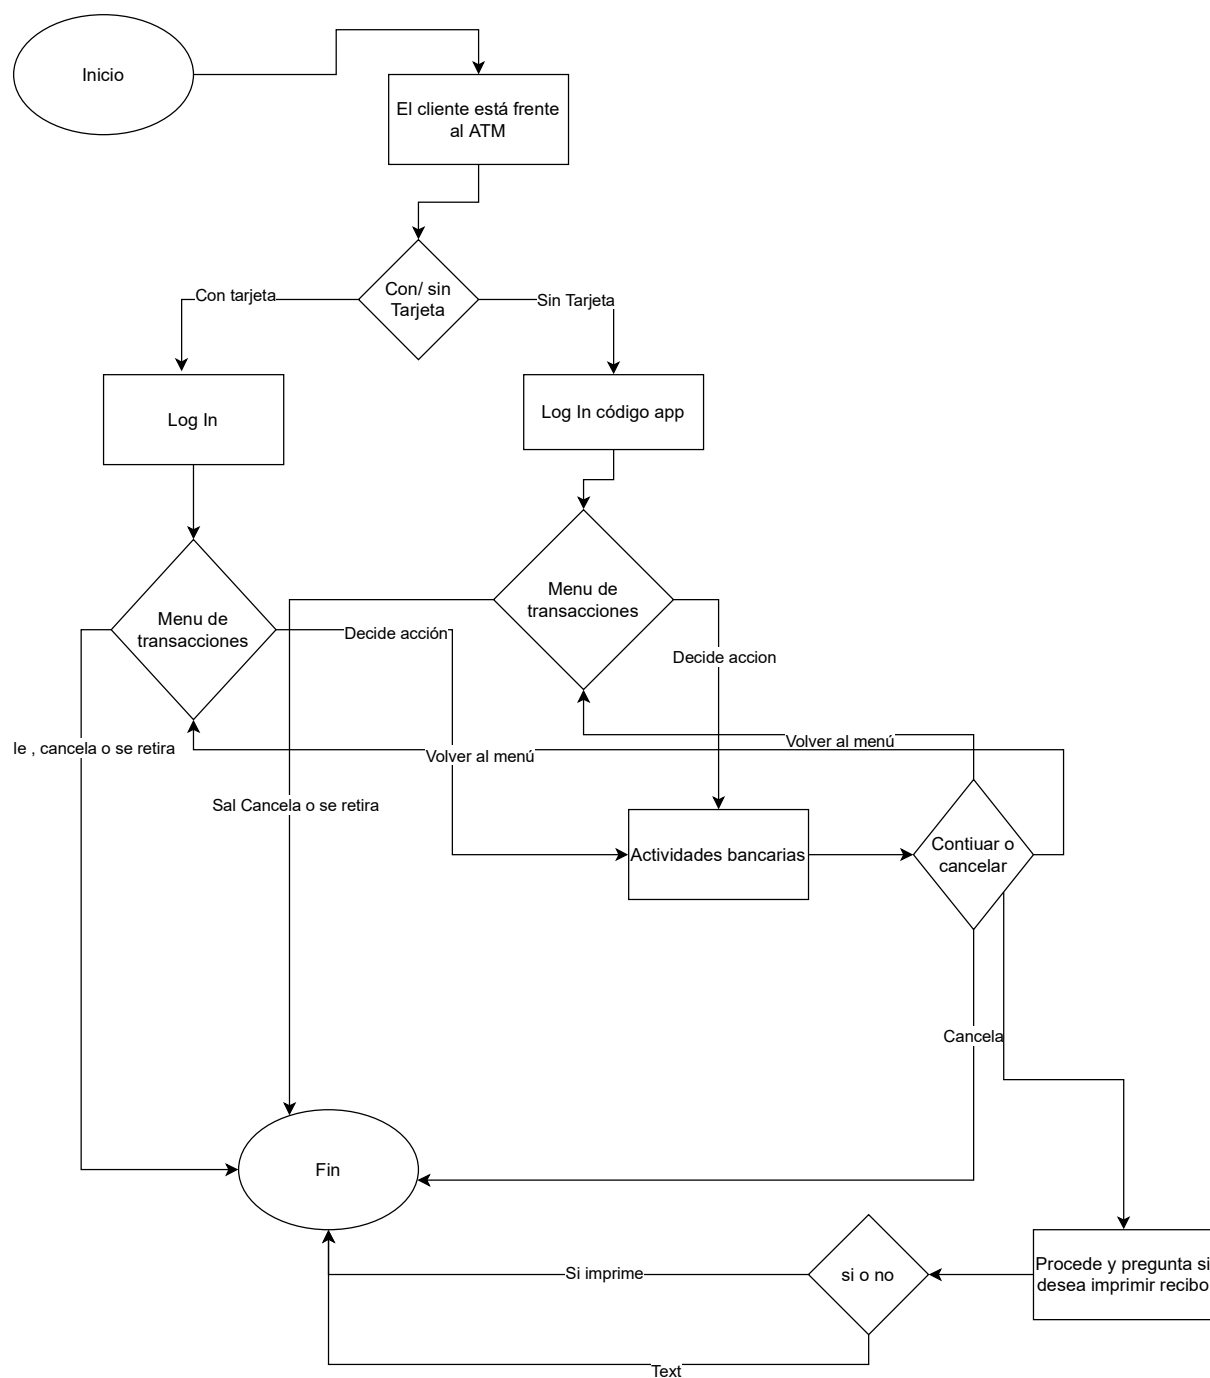 Inicio
El cliente está frente
al ATM
Con/ sin
Tarjeta
Con tarjeta
Sin Tarjeta
Log In
Log In código app
Menu de
transacciones
Menu de
transacciones
Decide acción
Decide accion
le , cancela o se retira
Volver al menú
Volver al menú
Sal Cancela o se retira
Actividades bancarias
Contiuar o
cancelar
Cancela
Fin
Procede y pregunta si
desea imprimir recibo
si o no
Si imprime
Text